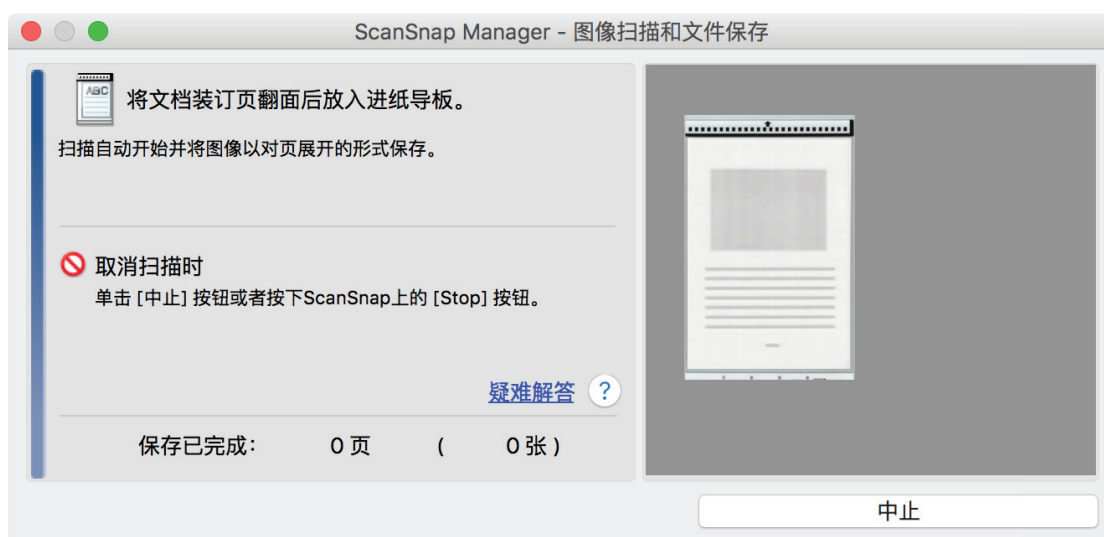 ScanSnap Manager - 图像扫描和文件保存
ABC
将文档装订页翻面后放入进纸导板。
扫描自动开始并将图像以对页展开的形式保存。
取消扫描时
单击 [中止] 按钮或者按下ScanSnap上的 [Stop] 按钮。
疑难解答 ?
保存已完成: 0 页 ( 0 张 )
中止